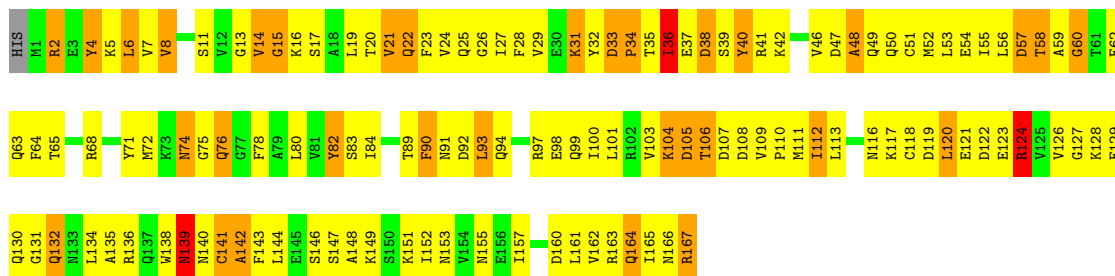 HIS M1 R2 E3 Y4 K5 L6 V7 V8 S11 V12 G13 V14 G15 K16 S17 A18 L19 T20 V21 Q22 F23 V24 Q25 G26 L27 F28 V29 E30 K31 Y32 D33 P34 T35 I36 E37 D38 S39 Y40 R41 K42 V46 D47 A48 Q49 Q50 C51 M52 L53 E54 I55 L56 D57 T58 A59 G60 T61 E62
Q63 F64 T65 R68 Y71 M72 K73 N74 G75 Q76 G77 F78 A79 L80 V81 Y82 S83 I84 T89 F90 N91 D92 L93 Q94 R97 E98 Q99 I100 L101 R102 V103 K104 D105 T106 D107 D108 V109 P110 M111 I112 L113 N116 K117 C118 D119 L120 E121 D122 E123 R124 V125 V126 G127 K128 E129
Q130 G131 Q132 N133 L134 A135 R136 Q137 W138 N139 N140 C141 A142 F143 L144 E145 S146 S147 A148 K149 S150 K151 I152 N153 V154 N155 E156 I157 D160 L161 V162 R163 Q164 I165 N166 R167